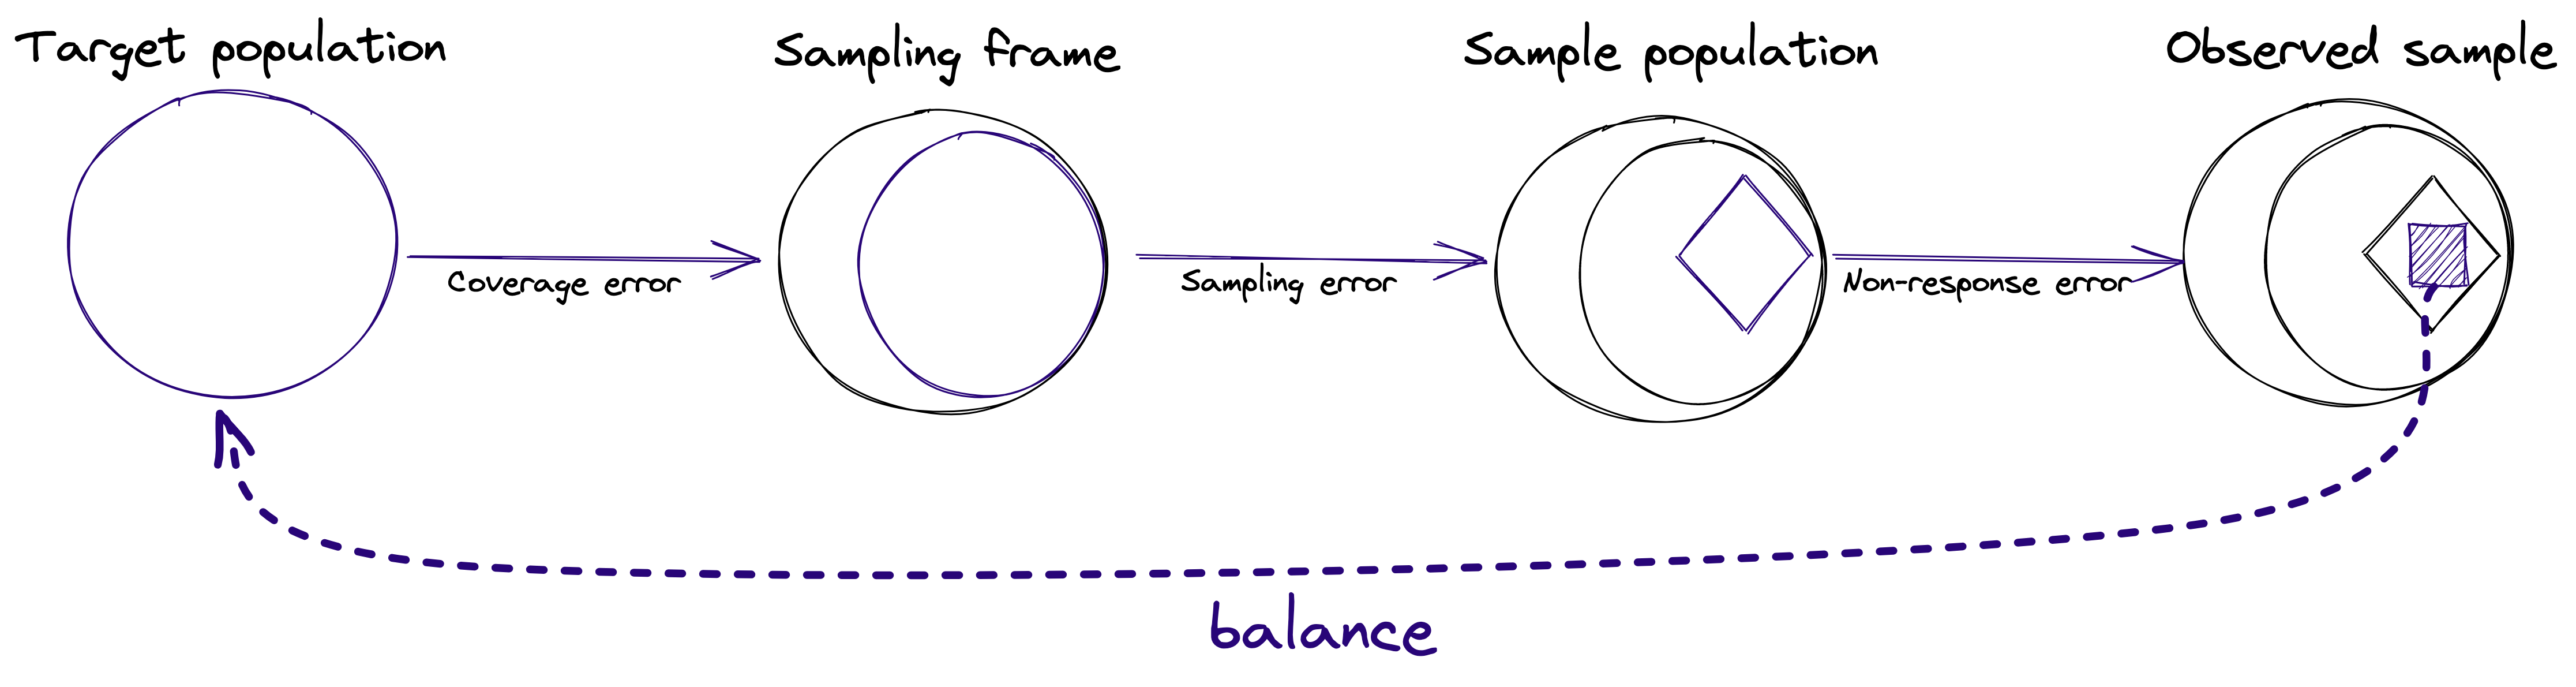 Target population
Sampling frame
Sample population
Observed sample
Coverage error
Sampling error
Non-response error
balance